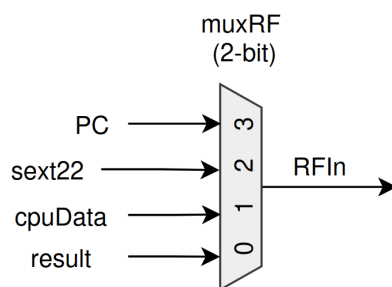 muxRF
(2-bit)
PC
3
sext22
2
RFIn
cpuData
1
result
0